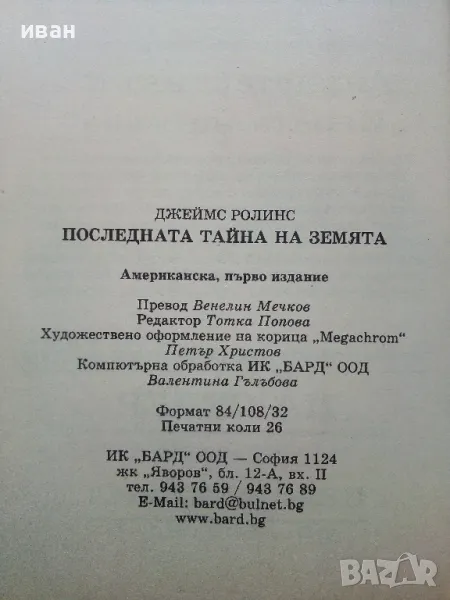 иван
ДЖЕЙМС РОЛИНС
ПОСЛЕДНАТА ТАЙНА НА ЗЕМЯТА
Американска, първо издание
Превод Венелин Мечков
Редактор Тотка Попова
Художествено оформление на корица „Megachrom“
Петър Христов
Компютърна обработка ИК „БАРД“ ООД
Валентина Гълъбова
Формат 84/108/32
Печатни коли 26
ИК „БАРД“ ООД — София 1124
жк „Яворов“, бл. 12-А, вх. II
тел. 943 76 59 / 943 76 89
E-Mail: bard@bulnet.bg
www.bard.bg
BAZAR